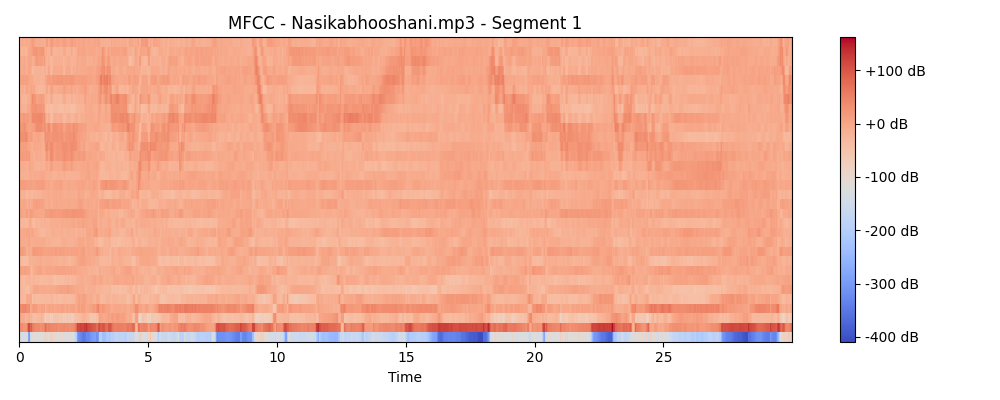 MFCC - Nasikabhooshani.mp3 - Segment 1
+100 dB
+0 dB
-100 dB
-200 dB
-300 dB
-400 dB
0 5 10 15 20 25
Time